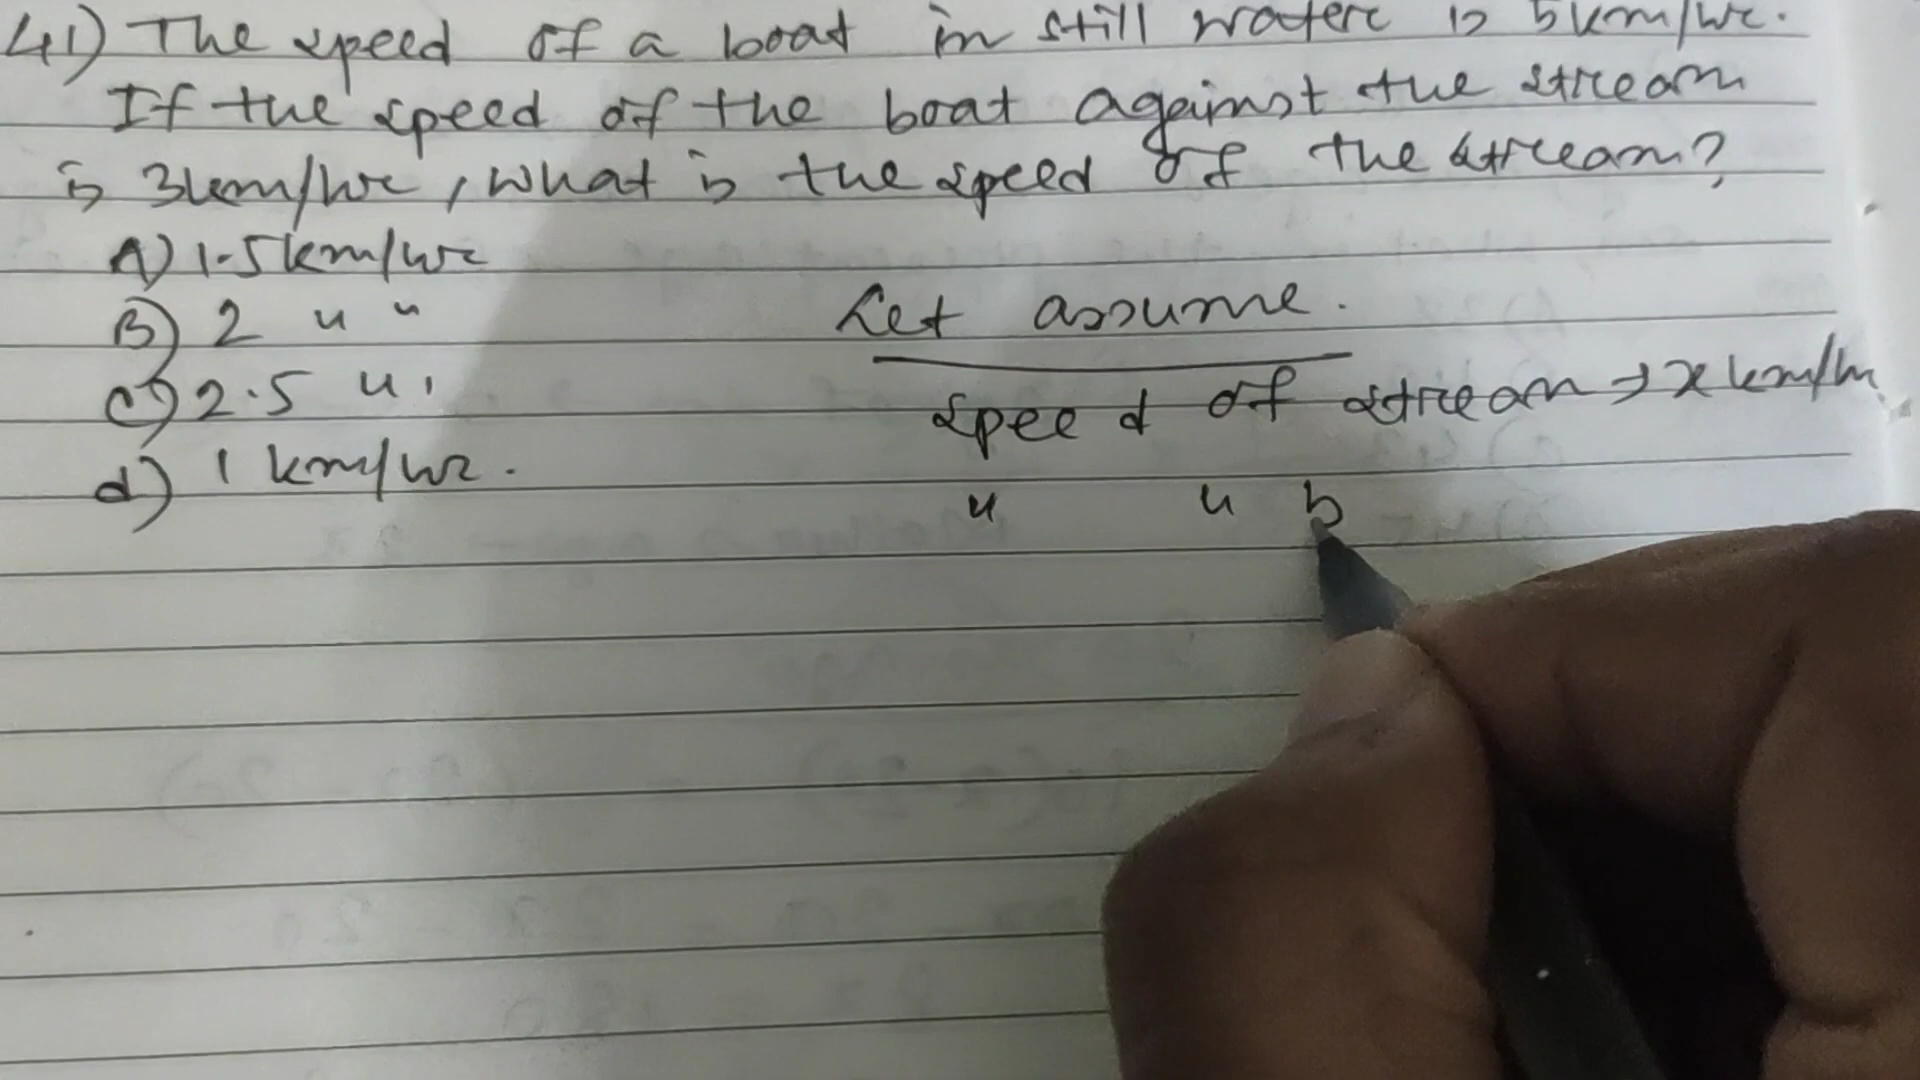 41) The speed of a boat in still water is 5km/hr.
If the speed of the boat against the stream
is 3km/hr, what is the speed of the stream?
A) 1.5km/hr
B) 2 " "
C) 2.5 " "
d) 1 km/hr.
Let assume.
speed of stream → x km/h
" " b